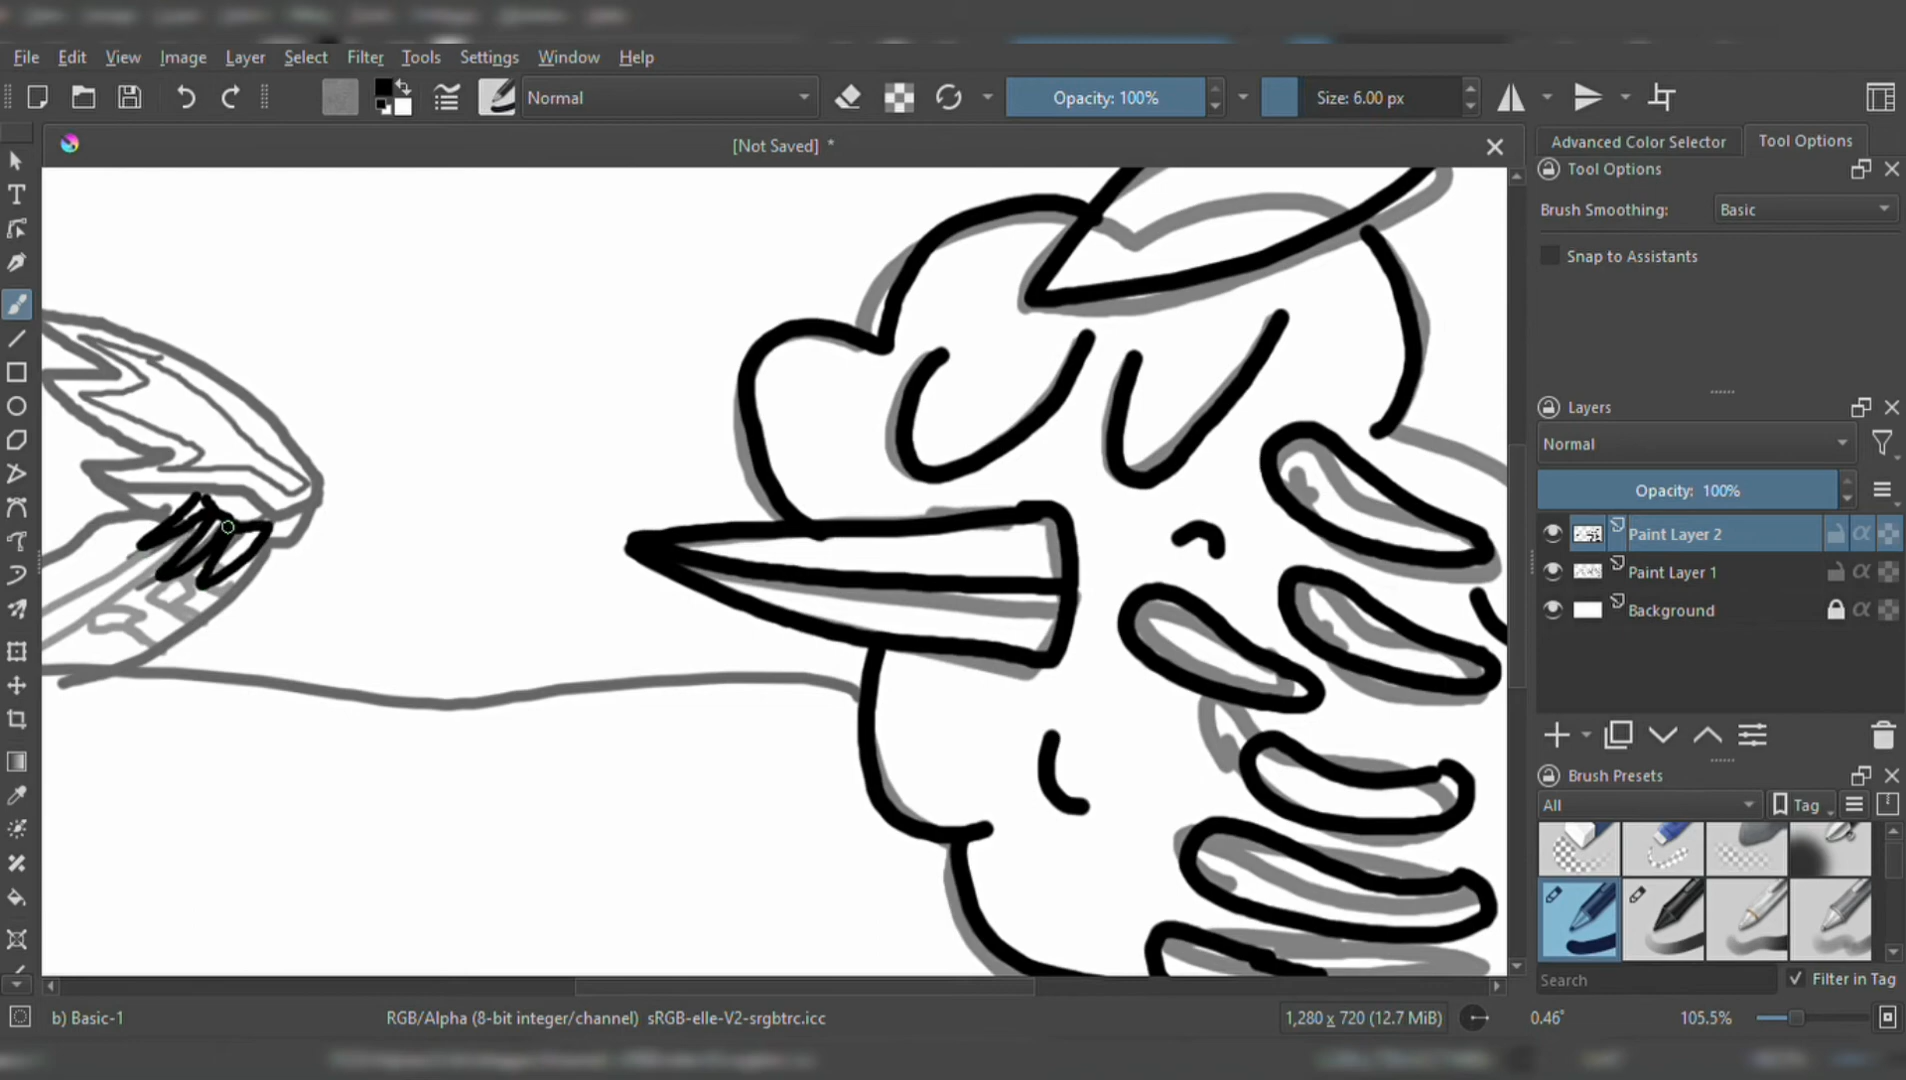 File Edit View Image Layer Select Filter Tools Settings Window Help
Normal Opacity: 100% Size: 6.00 px
[Not Saved] *
Advanced Color Selector Tool Options
Tool Options
Brush Smoothing: Basic
Snap to Assistants
Layers
Normal
Opacity: 100%
Paint Layer 2
Paint Layer 1
Background
Brush Presets
All Tag
Search Filter in Tag
b) Basic-1 RGB/Alpha (8-bit integer/channel) sRGB-elle-V2-srgbtrc.icc 1,280 x 720 (12.7 MiB) 0.46° 105.5%